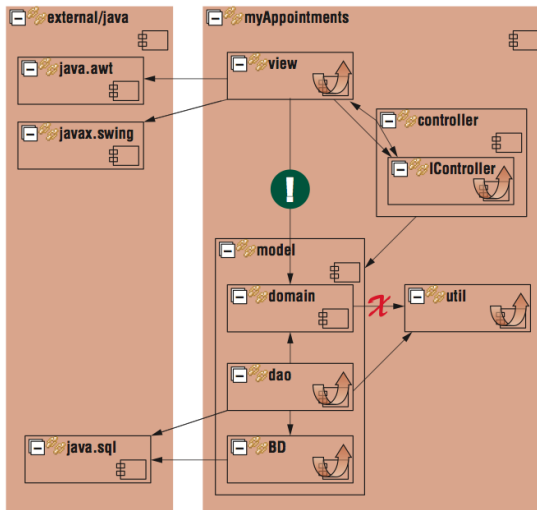 external/java
myAppointments
java.awt
view
javax.swing
controller
IController
!
model
domain
x
util
dao
java.sql
BD